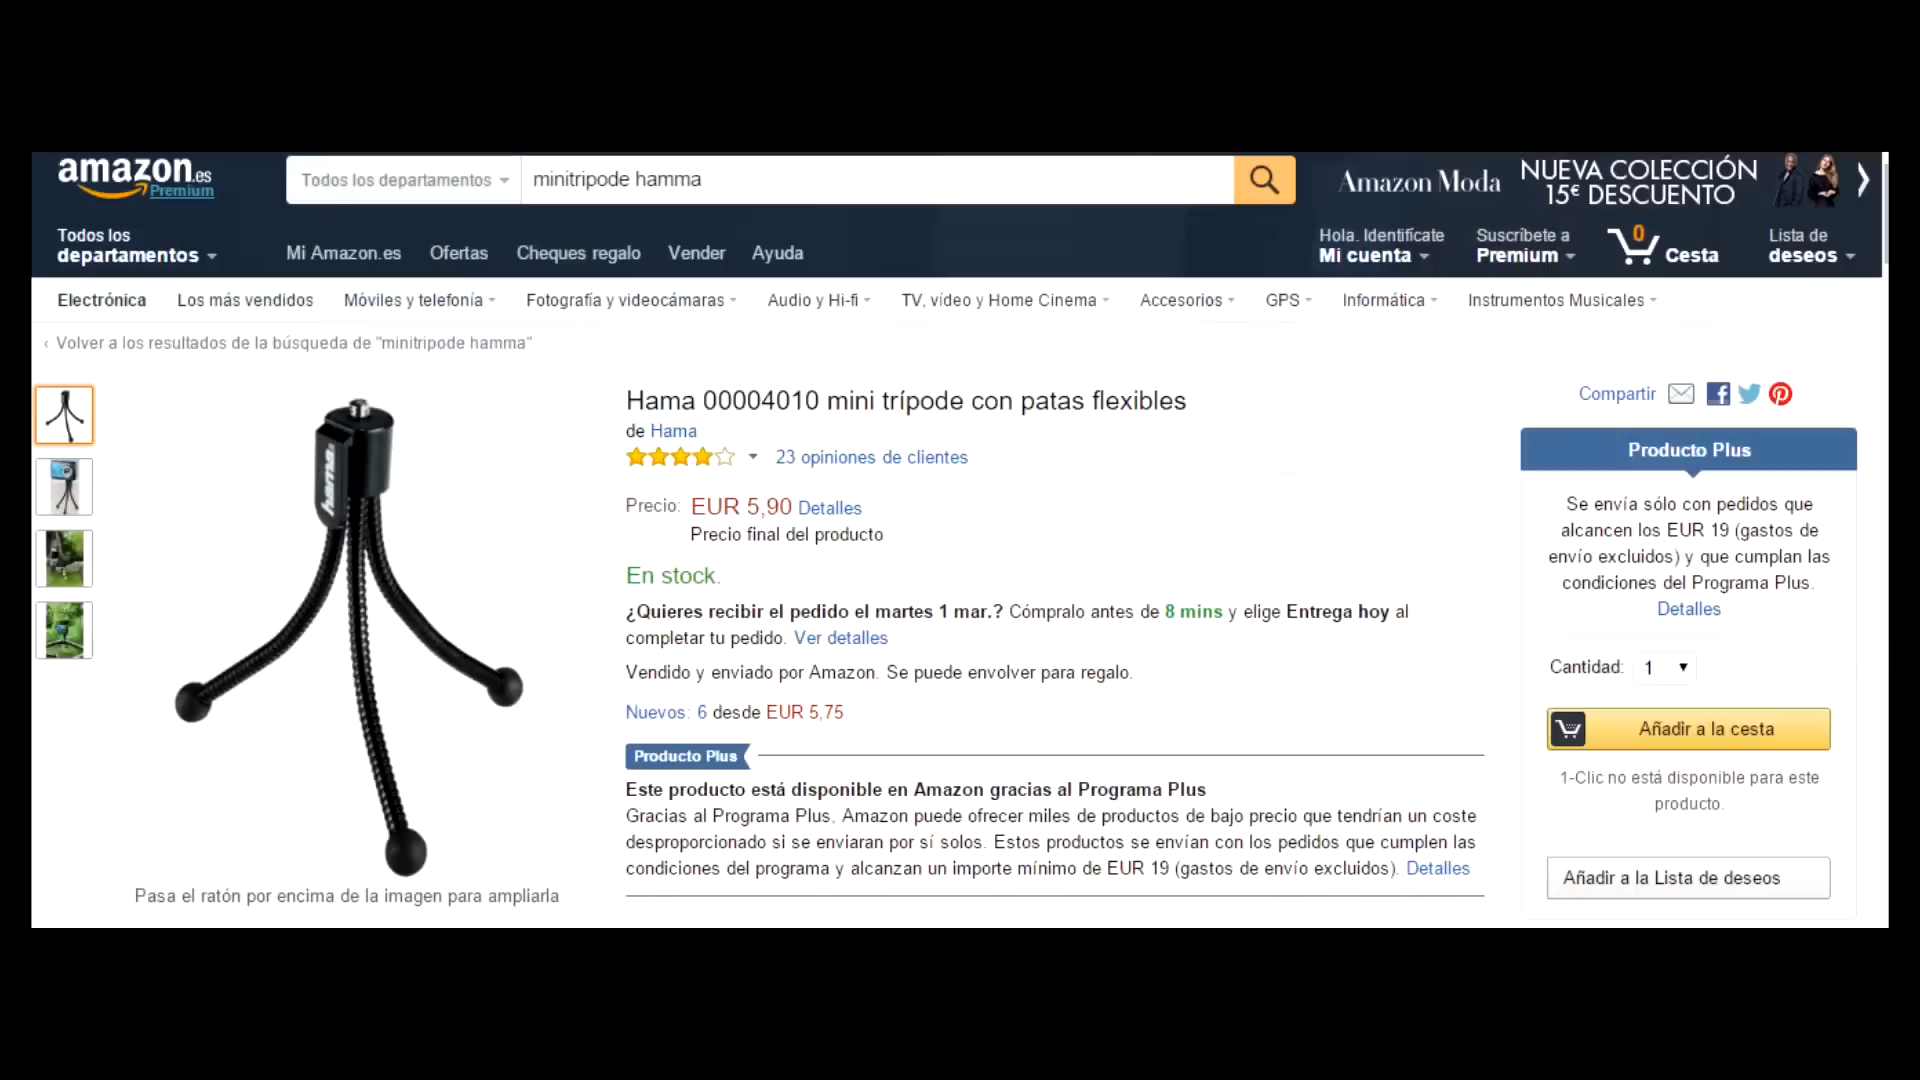 amazon.es
Premium
Todos los departamentos
minitripode hamma
Amazon Moda
NUEVA COLECCIÓN
15€ DESCUENTO
Todos los
departamentos
Mi Amazon.es
Ofertas
Cheques regalo
Vender
Ayuda
Hola. Identifícate
Mi cuenta
Suscríbete a
Premium
0
Cesta
Lista de
deseos
Electrónica
Los más vendidos
Móviles y telefonía
Fotografía y videocámaras
Audio y Hi-fi
TV, vídeo y Home Cinema
Accesorios
GPS
Informática
Instrumentos Musicales
‹ Volver a los resultados de la búsqueda de "minitripode hamma"
hama
Pasa el ratón por encima de la imagen para ampliarla
Hama 00004010 mini trípode con patas flexibles
de Hama
23 opiniones de clientes
Precio: EUR 5,90 Detalles
Precio final del producto
En stock.
¿Quieres recibir el pedido el martes 1 mar.? Cómpralo antes de 8 mins y elige Entrega hoy al
completar tu pedido. Ver detalles
Vendido y enviado por Amazon. Se puede envolver para regalo.
Nuevos: 6 desde EUR 5,75
Producto Plus
Este producto está disponible en Amazon gracias al Programa Plus
Gracias al Programa Plus, Amazon puede ofrecer miles de productos de bajo precio que tendrían un coste
desproporcionado si se enviaran por sí solos. Estos productos se envían con los pedidos que cumplen las
condiciones del programa y alcanzan un importe mínimo de EUR 19 (gastos de envío excluidos). Detalles
Compartir
Producto Plus
Se envía sólo con pedidos que
alcancen los EUR 19 (gastos de
envío excluidos) y que cumplan las
condiciones del Programa Plus.
Detalles
Cantidad: 1
Añadir a la cesta
1-Clic no está disponible para este
producto.
Añadir a la Lista de deseos